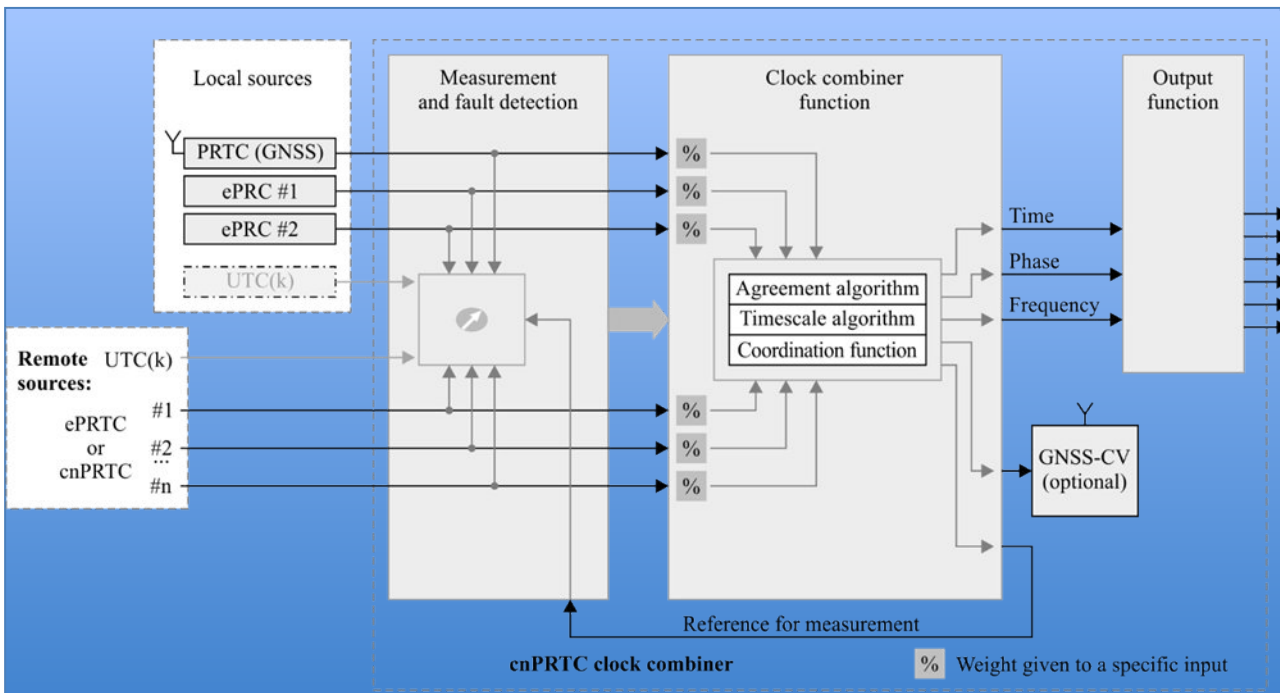 Local sources
PRTC (GNSS)
ePRC #1
ePRC #2
UTC(k)
Remote
sources:
UTC(k)
ePRTC
or
cnPRTC
#1
#2
...
#n
Measurement
and fault detection
Clock combiner
function
%
%
%
Agreement algorithm
Timescale algorithm
Coordination function
%
%
%
Time
Phase
Frequency
Output
function
GNSS-CV
(optional)
Reference for measurement
cnPRTC clock combiner
% Weight given to a specific input